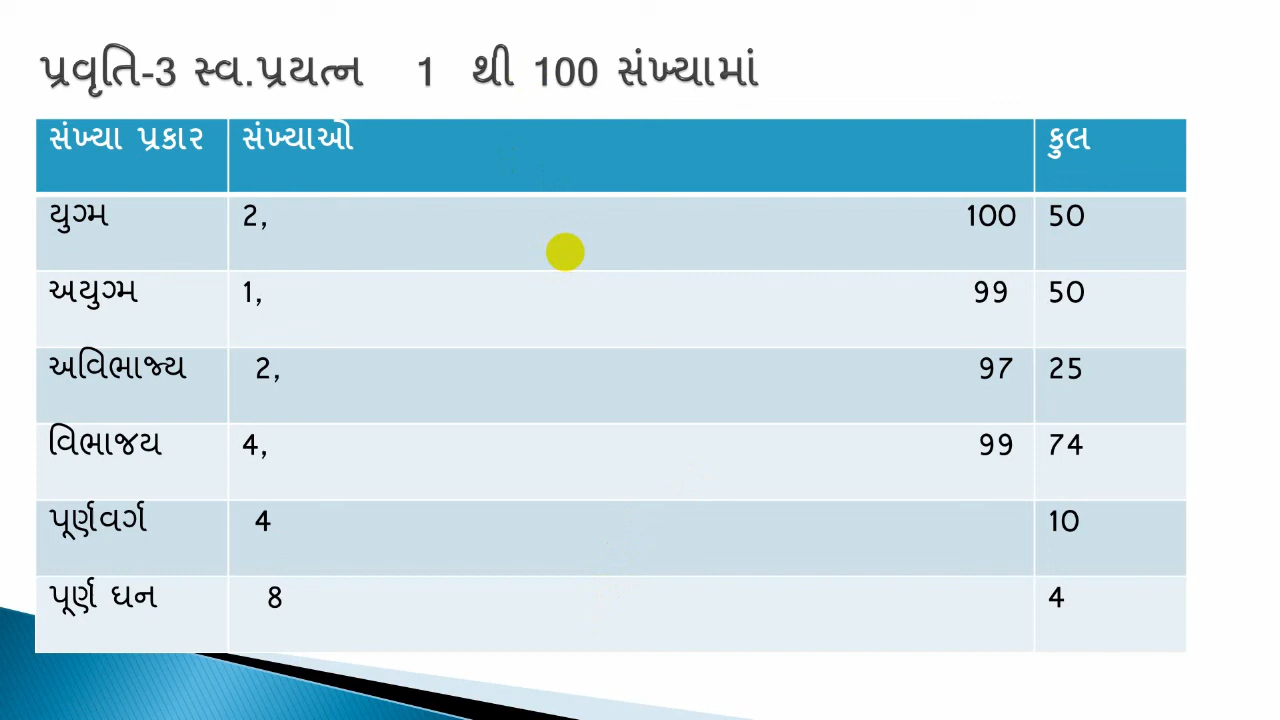 પ્રવૃતિ-3 સ્વ.પ્રયત્ન 1 થી 100 સંખ્યામાં
સંખ્યા પ્રકાર સંખ્યાઓ કુલ
યુગ્મ 2, 100 50
અયુગ્મ 1, 99 50
અવિભાજ્ય 2, 97 25
વિભાજય 4, 99 74
પૂર્ણવર્ગ 4 10
પૂર્ણ ઘન 8 4